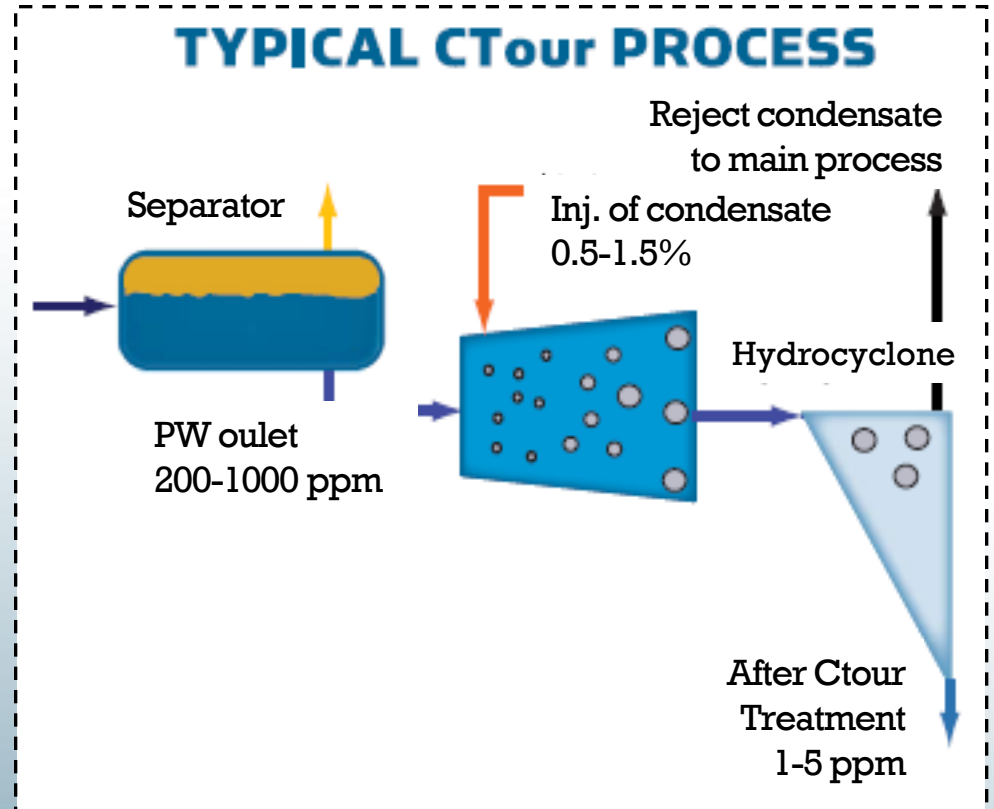 TYPICAL CTour PROCESS
Reject condensate
to main process
Separator
Inj. of condensate
0.5-1.5%
Hydrocyclone
PW oulet
200-1000 ppm
After Ctour
Treatment
1-5 ppm